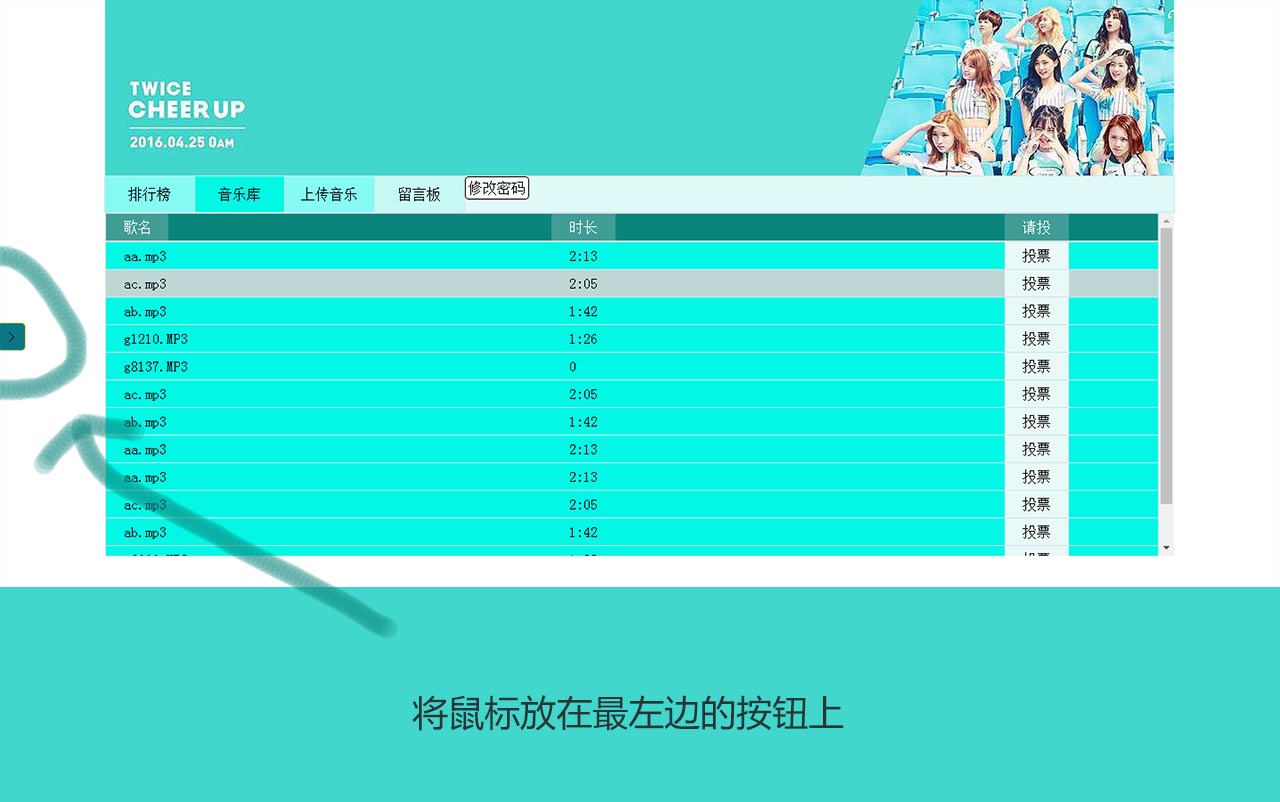 TWICE
CHEER UP
2016.04.25 0AM
排行榜 音乐库 上传音乐 留言板 修改密码
歌名 时长 请投
aa.mp3 2:13 投票
ac.mp3 2:05 投票
ab.mp3 1:42 投票
g1210.MP3 1:26 投票
g8137.MP3 0 投票
ac.mp3 2:05 投票
ab.mp3 1:42 投票
aa.mp3 2:13 投票
aa.mp3 2:13 投票
ac.mp3 2:05 投票
ab.mp3 1:42 投票
将鼠标放在最左边的按钮上